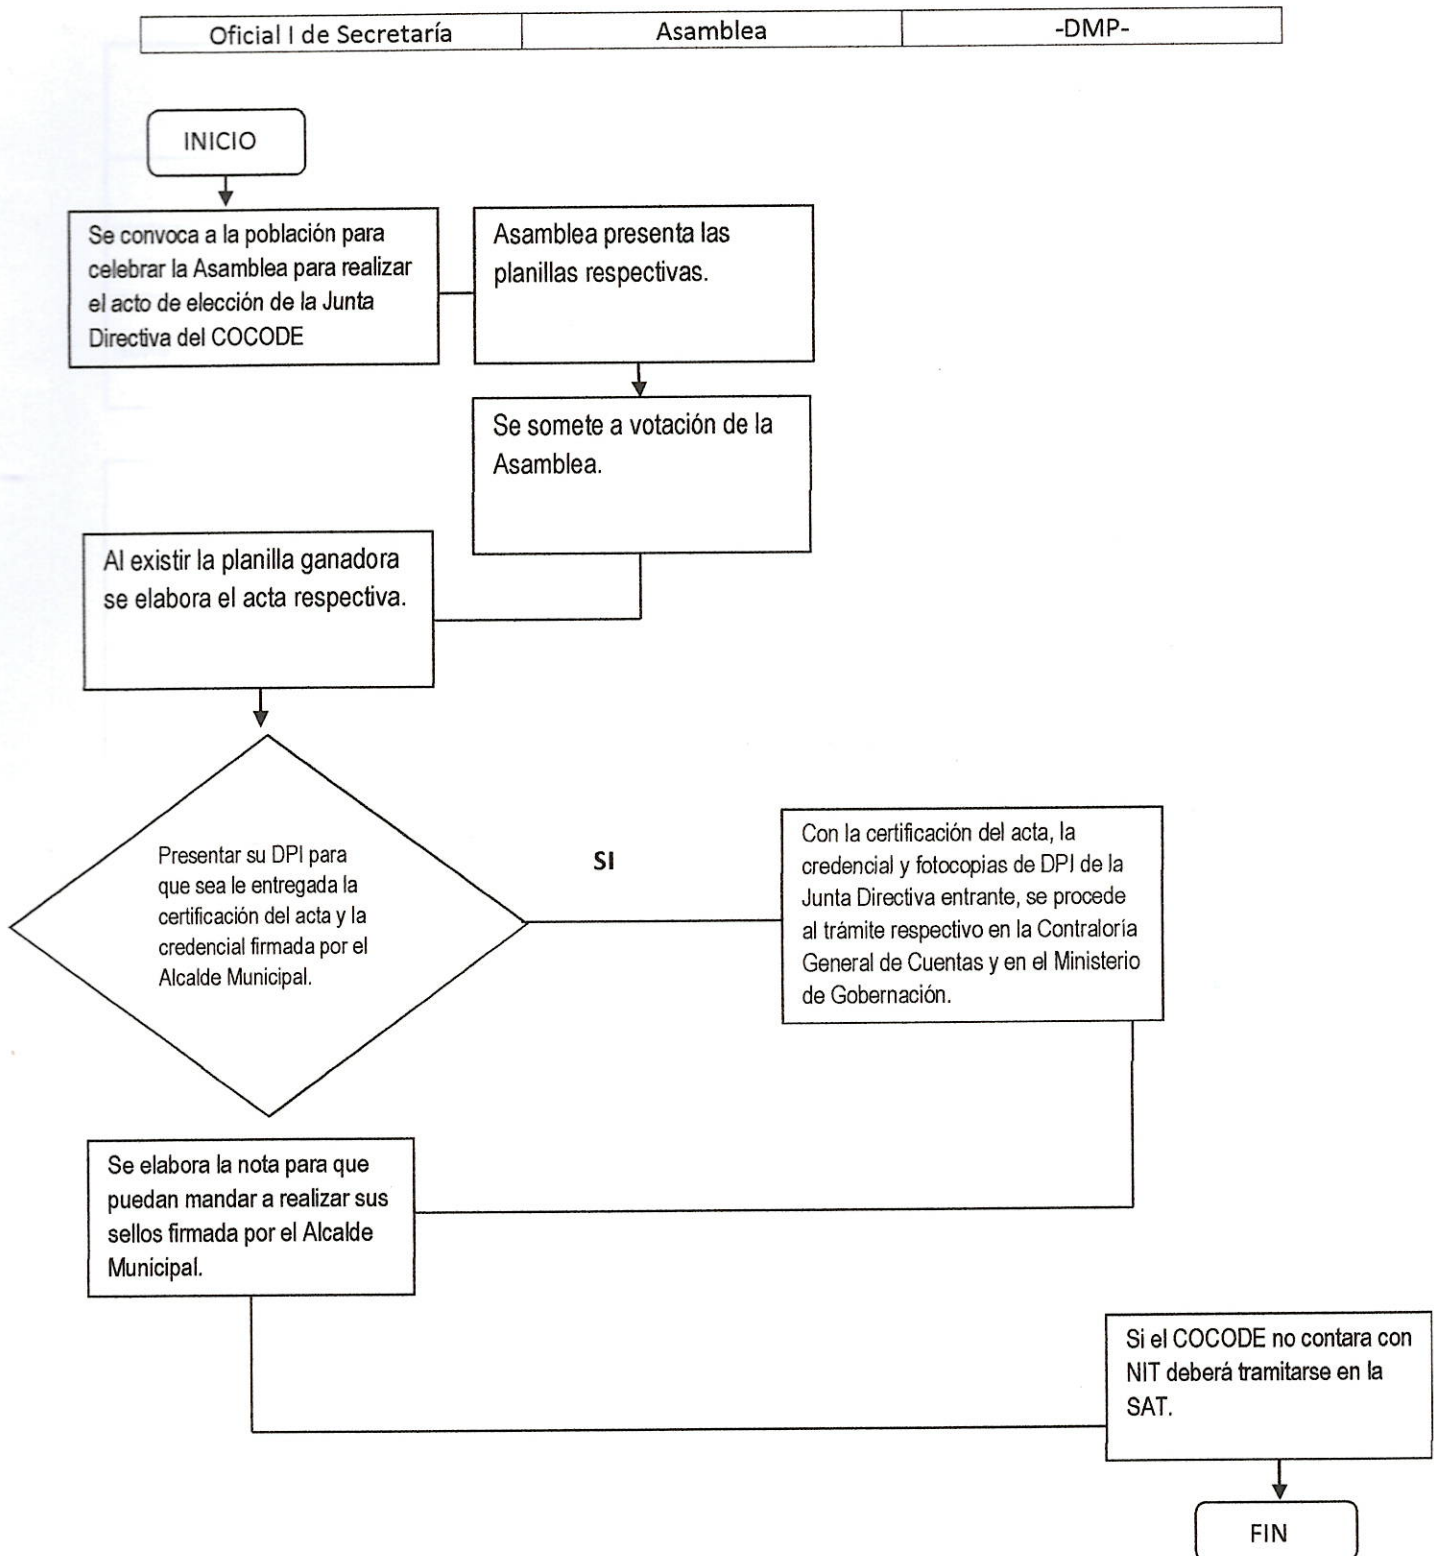 Oficial I de Secretaría
Asamblea
-DMP-
INICIO
Se convoca a la población para
celebrar la Asamblea para realizar
el acto de elección de la Junta
Directiva del COCODE
Asamblea presenta las
planillas respectivas.
Se somete a votación de la
Asamblea.
Al existir la planilla ganadora
se elabora el acta respectiva.
Presentar su DPI para
que sea le entregada la
certificación del acta y la
credencial firmada por el
Alcalde Municipal.
SI
Con la certificación del acta, la
credencial y fotocopias de DPI de la
Junta Directiva entrante, se procede
al trámite respectivo en la Contraloría
General de Cuentas y en el Ministerio
de Gobernación.
Se elabora la nota para que
puedan mandar a realizar sus
sellos firmada por el Alcalde
Municipal.
Si el COCODE no contara con
NIT deberá tramitarse en la
SAT.
FIN